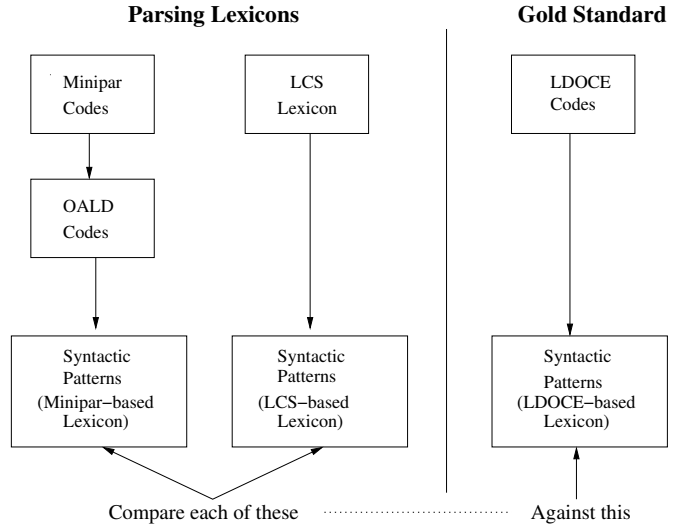 Parsing Lexicons
Gold Standard
Minipar
Codes
LCS
Lexicon
LDOCE
Codes
OALD
Codes
Syntactic
Patterns
(Minipar−based
Lexicon)
Syntactic
Patterns
(LCS−based
Lexicon)
Syntactic
Patterns
(LDOCE−based
Lexicon)
Compare each of these
Against this